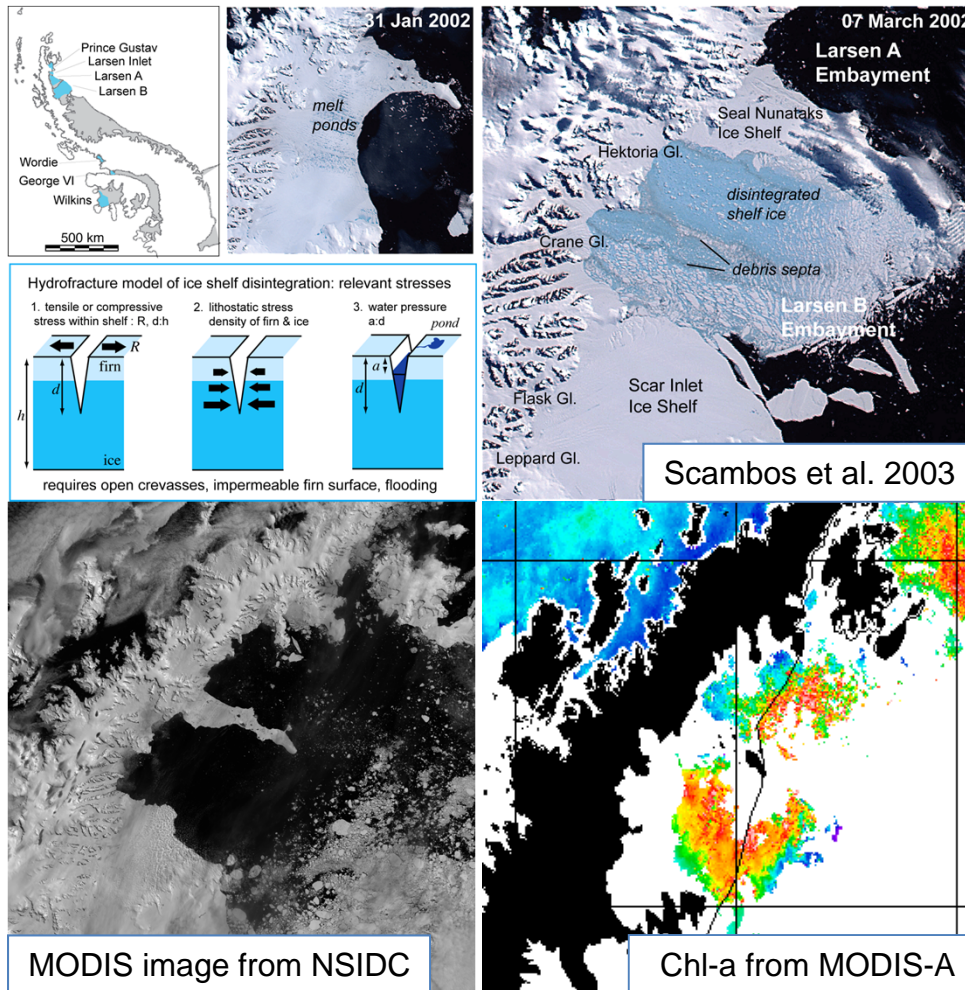 Prince Gustav
Larsen Inlet
Larsen A
Larsen B
Wordie
George VI
Wilkins
500 km
31 Jan 2002
melt
ponds
07 March 2002
Larsen A
Embayment
Seal Nunataks
Ice Shelf
Hektoria Gl.
disintegrated
shelf ice
Crane Gl.
debris septa
Larsen B
Embayment
Scar Inlet
Ice Shelf
Flask Gl.
Leppard Gl.
Scambos et al. 2003
Hydrofracture model of ice shelf disintegration: relevant stresses
1. tensile or compressive
stress within shelf : R, d:h
2. lithostatic stress
density of firn & ice
3. water pressure
a:d
pond
R
firn
d
h
ice
a
d
requires open crevasses, impermeable firn surface, flooding
MODIS image from NSIDC
Chl-a from MODIS-A